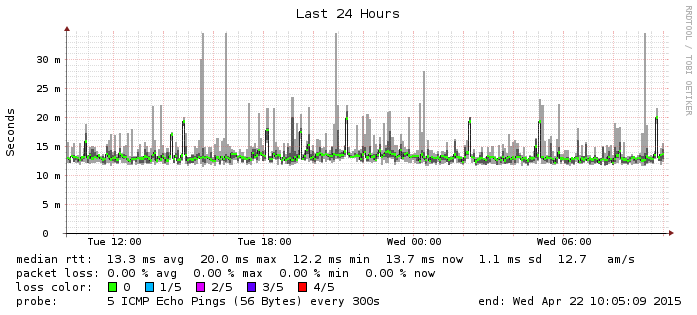 Last 24 Hours
RRDTOOL / TOBI OETIKER
Seconds
30 m
25 m
20 m
15 m
10 m
5 m
0
Tue 12:00 Tue 18:00 Wed 00:00 Wed 06:00
median rtt: 13.3 ms avg 20.0 ms max 12.2 ms min 13.7 ms now 1.1 ms sd 12.7 am/s
packet loss: 0.00 % avg 0.00 % max 0.00 % min 0.00 % now
loss color: 0 1/5 2/5 3/5 4/5
probe: 5 ICMP Echo Pings (56 Bytes) every 300s end: Wed Apr 22 10:05:09 2015